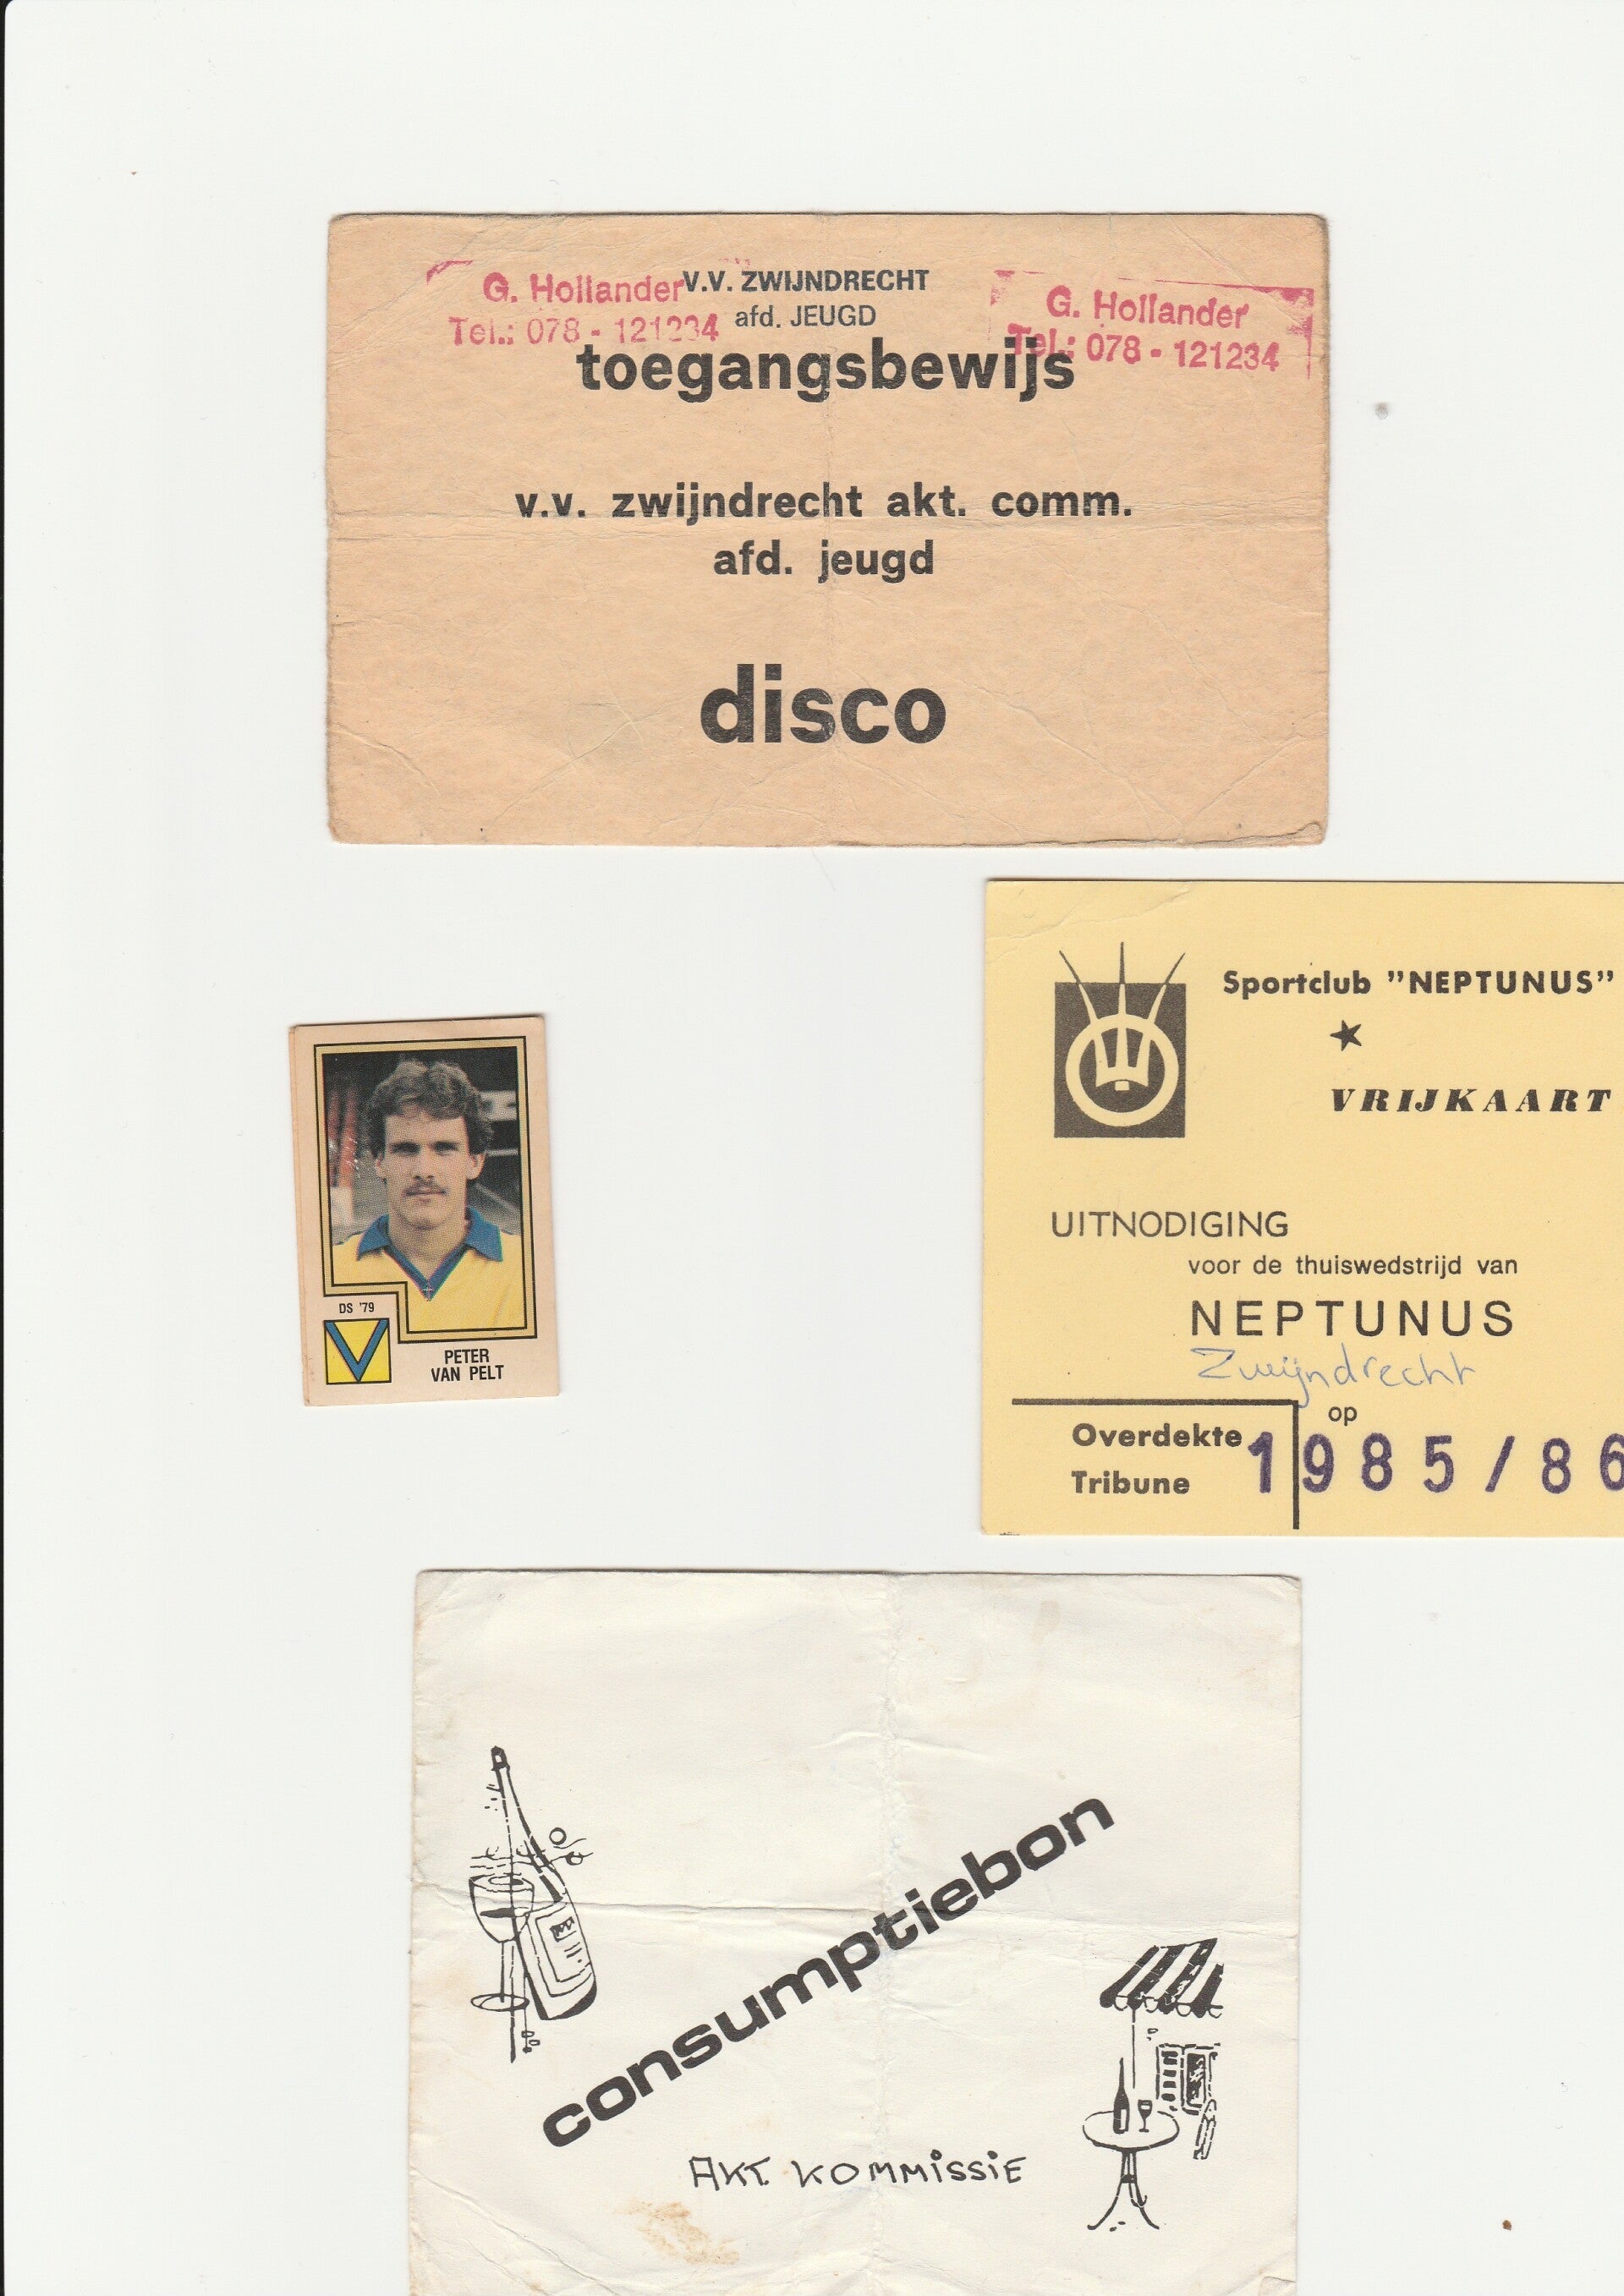 V.V. ZWIJNDRECHT
afd. JEUGD
G. Hollander
Tel.: 078 - 121234
G. Hollander
Tel.: 078 - 121234
toegangsbewijs
v.v. zwijndrecht akt. comm.
afd. jeugd
disco
Sportclub "NEPTUNUS"
VRIJKAART
UITNODIGING
voor de thuiswedstrijd van
NEPTUNUS
Zwijndrecht
op
Overdekte
Tribune
1985/86
DS '79
PETER
VAN PELT
consumptiebon
AKT. KOMMISSIE